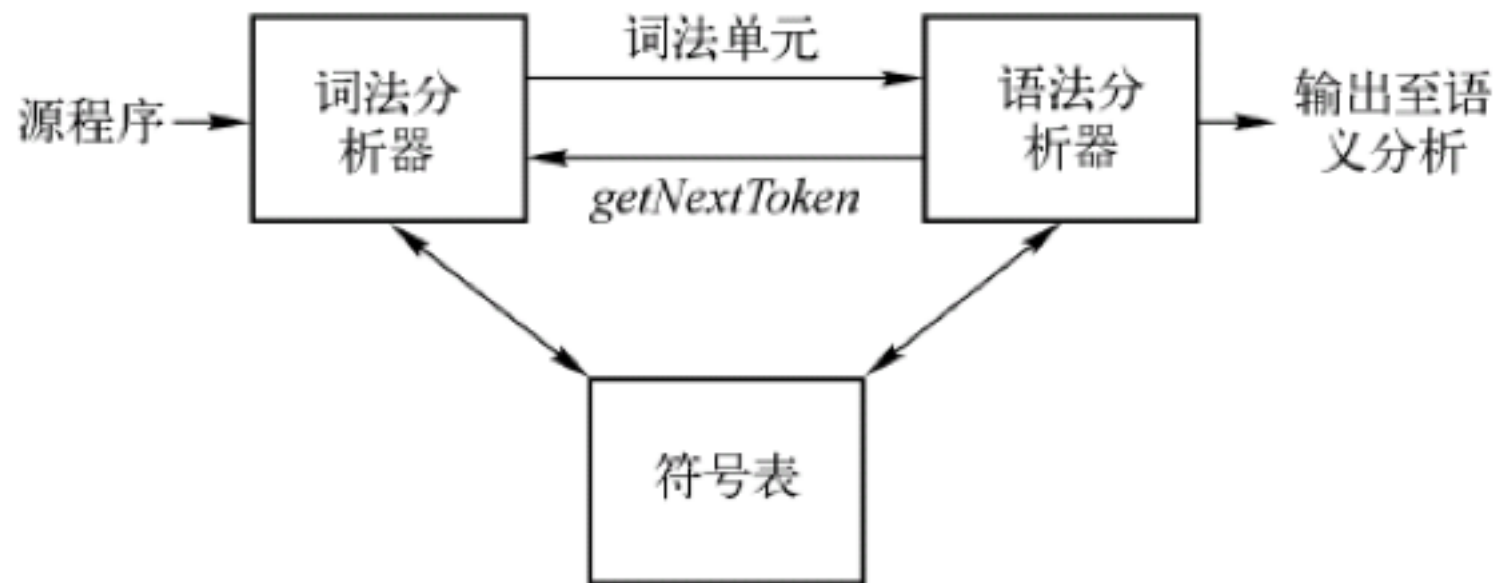 源程序
词法分
析器
词法单元
getNextToken
语法分
析器
输出至语
义分析
符号表